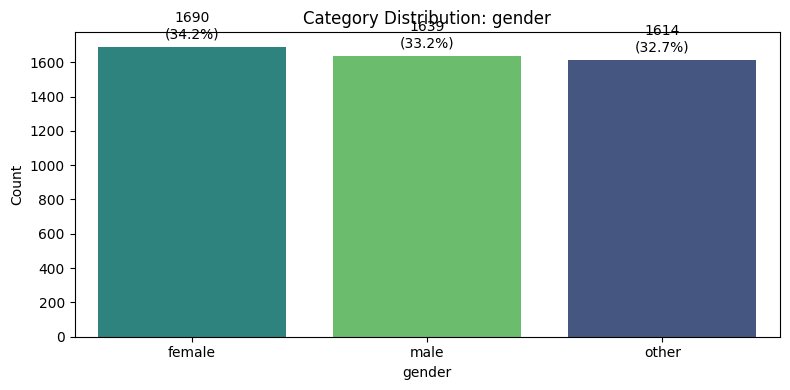 Category Distribution: gender
1690
(34.2%)
1639
(33.2%)
1614
(32.7%)
Count
1600
1400
1200
1000
800
600
400
200
0
female
male
other
gender